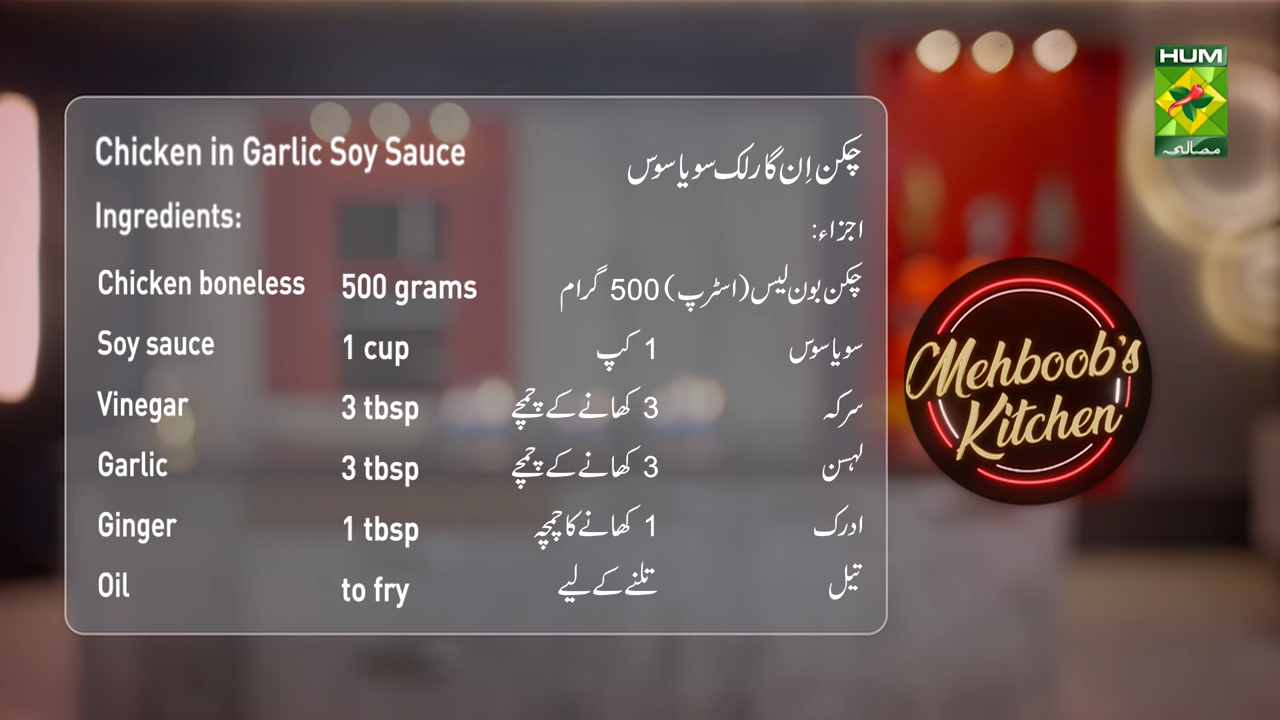 HUM
مصالحہ
Chicken in Garlic Soy Sauce چکن اِن گارلک سویا سوس
Ingredients: اجزاء:
Chicken boneless 500 grams چکن بون لیس (اسٹرپ) 500 گرام
Soy sauce 1 cup سویا سوس 1 کپ
Vinegar 3 tbsp سرکہ 3 کھانے کے چمچے
Garlic 3 tbsp لہسن 3 کھانے کے چمچے
Ginger 1 tbsp ادرک 1 کھانے کا چمچہ
Oil to fry تیل تلنے کے لیے
Mehboob's
Kitchen